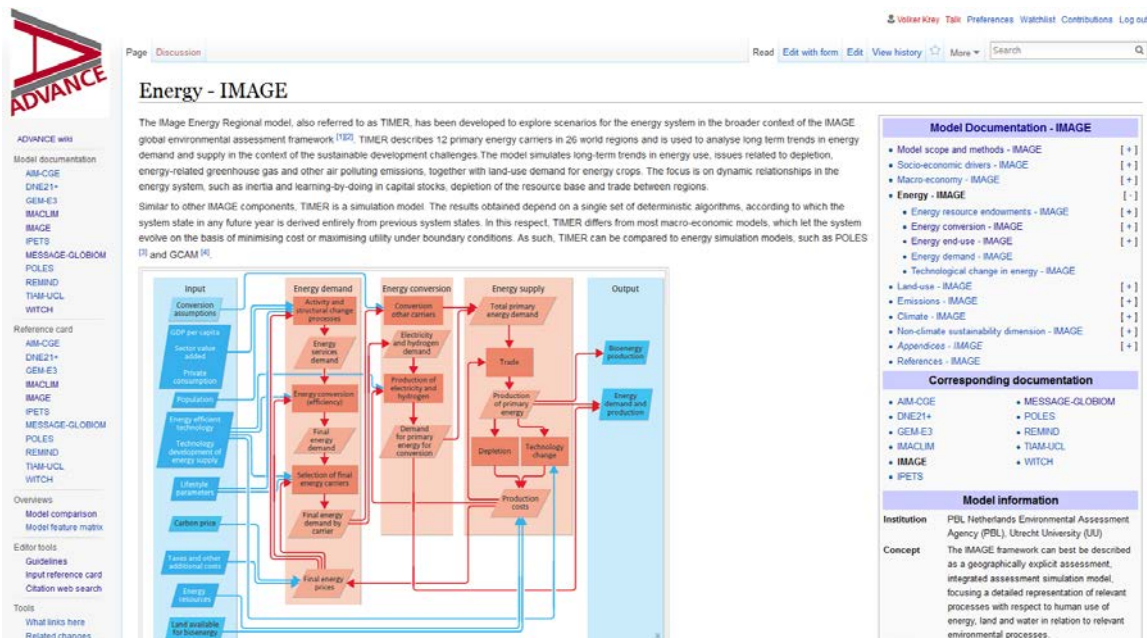 Volker Krey Talk Preferences Watchlist Contributions Log out
ADVANCE
Page Discussion
Read Edit with form Edit View history More Search
Energy - IMAGE
The IMage Energy Regional model, also referred to as TIMER, has been developed to explore scenarios for the energy system in the broader context of the IMAGE
global environmental assessment framework [1][2]. TIMER describes 12 primary energy carriers in 26 world regions and is used to analyse long term trends in energy
demand and supply in the context of the sustainable development challenges.The model simulates long-term trends in energy use, issues related to depletion,
energy-related greenhouse gas and other air polluting emissions, together with land-use demand for energy crops. The focus is on dynamic relationships in the
energy system, such as inertia and learning-by-doing in capital stocks, depletion of the resource base and trade between regions.
Similar to other IMAGE components, TIMER is a simulation model. The results obtained depend on a single set of deterministic algorithms, according to which the
system state in any future year is derived entirely from previous system states. In this respect, TIMER differs from most macro-economic models, which let the system
evolve on the basis of minimising cost or maximising utility under boundary conditions. As such, TIMER can be compared to energy simulation models, such as POLES
[3] and GCAM [4].
ADVANCE wiki
Model documentation
AIM-CGE
DNE21+
GEM-E3
IMACLIM
IMAGE
IPETS
MESSAGE-GLOBIOM
POLES
REMIND
TIAM-UCL
WITCH
Reference card
AIM-CGE
DNE21+
GEM-E3
IMACLIM
IMAGE
IPETS
MESSAGE-GLOBIOM
POLES
REMIND
TIAM-UCL
WITCH
Overviews
Model comparison
Model feature matrix
Editor tools
Guidelines
Input reference card
Citation web search
Tools
What links here
Related changes
Input
Conversion
assumptions
GDP per capita
Sector value
added
Private
consumption
Population
Energy efficient
technology
Technology
development of
energy supply
Lifestyle
parameters
Carbon price
Taxes and other
additional costs
Energy
resources
Land available
for bioenergy
Energy demand
Activity and
structural change
processes
Energy
services
demand
Energy conversion
(efficiency)
Final
energy
demand
Selection of final
energy carriers
Final energy
demand by
carrier
Final energy
prices
Energy conversion
Conversion
other carriers
Electricity
and hydrogen
demand
Production of
electricity and
hydrogen
Demand
for primary
energy for
conversion
Energy supply
Total primary
energy demand
Trade
Production
of primary
energy
Depletion
Technology
change
Production
costs
Output
Bioenergy
production
Energy
demand and
production
Model Documentation - IMAGE
Model scope and methods - IMAGE [+]
Socio-economic drivers - IMAGE [+]
Macro-economy - IMAGE [+]
Energy - IMAGE [-]
Energy resource endowments - IMAGE [+]
Energy conversion - IMAGE [+]
Energy end-use - IMAGE [+]
Energy demand - IMAGE
Technological change in energy - IMAGE
Land-use - IMAGE [+]
Emissions - IMAGE [+]
Climate - IMAGE [+]
Non-climate sustainability dimension - IMAGE [+]
Appendices - IMAGE [+]
References - IMAGE
Corresponding documentation
AIM-CGE MESSAGE-GLOBIOM
DNE21+ POLES
GEM-E3 REMIND
IMACLIM TIAM-UCL
IMAGE WITCH
IPETS
Model information
Institution PBL Netherlands Environmental Assessment
Agency (PBL), Utrecht University (UU)
Concept The IMAGE framework can best be described
as a geographically explicit assessment,
integrated assessment simulation model,
focusing a detailed representation of relevant
processes with respect to human use of
energy, land and water in relation to relevant
environmental processes.